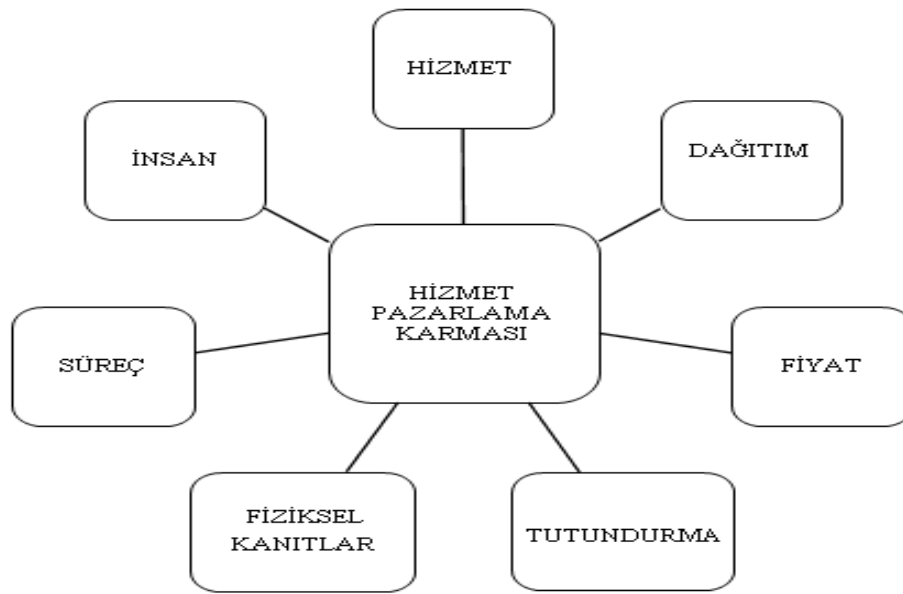 HİZMET
İNSAN
DAĞITIM
HİZMET
PAZARLAMA
KARMASI
SÜREÇ
FİYAT
FİZİKSEL
KANITLAR
TUTUNDURMA